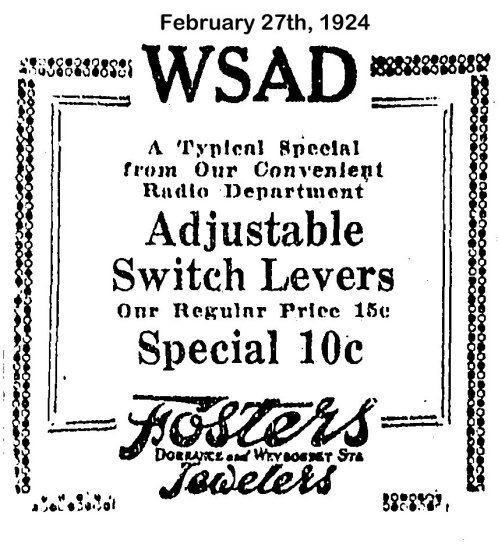 February 27th, 1924
WSAD
A Typical Special
from Our Convenient
Radio Department
Adjustable
Switch Levers
Our Regular Price 15c
Special 10c
Fosters
Dorrance and Weybosset Sts
Jewelers